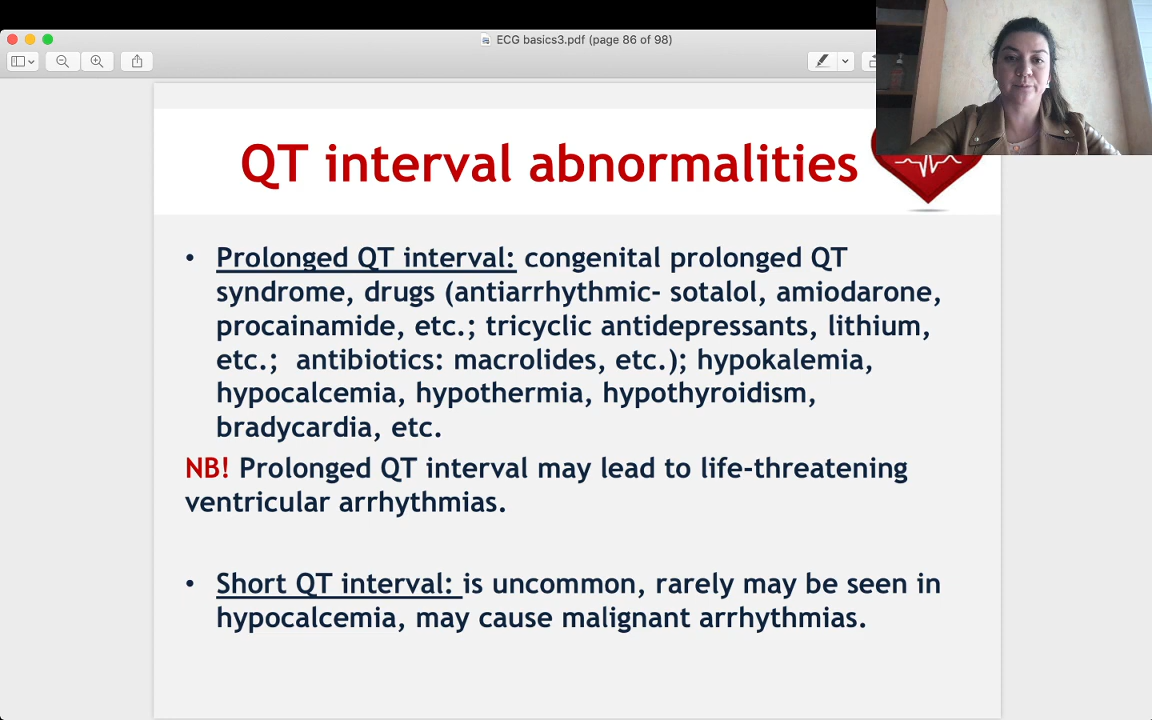 ECG basics3.pdf (page 86 of 98)
QT interval abnormalities
• Prolonged QT interval: congenital prolonged QT
syndrome, drugs (antiarrhythmic- sotalol, amiodarone,
procainamide, etc.; tricyclic antidepressants, lithium,
etc.; antibiotics: macrolides, etc.); hypokalemia,
hypocalcemia, hypothermia, hypothyroidism,
bradycardia, etc.
NB! Prolonged QT interval may lead to life-threatening
ventricular arrhythmias.
• Short QT interval: is uncommon, rarely may be seen in
hypocalcemia, may cause malignant arrhythmias.